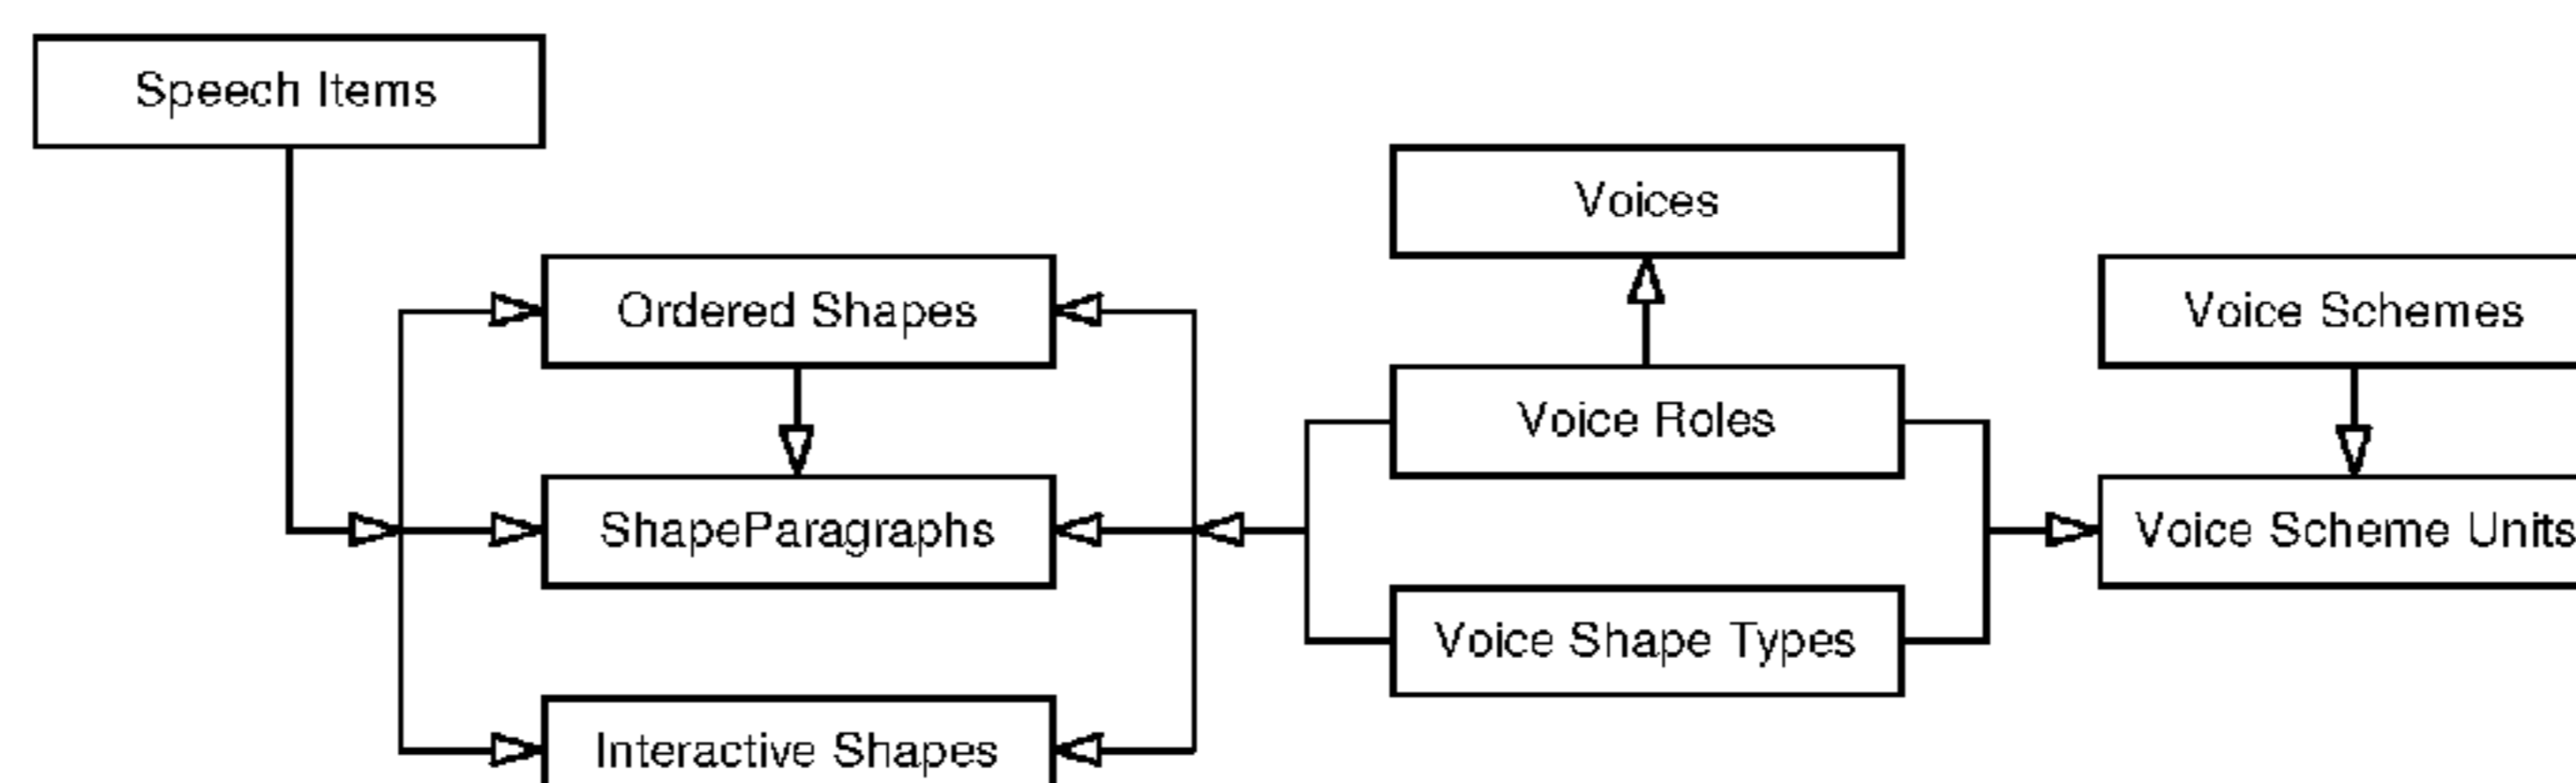 Speech Items
Voices
Ordered Shapes
Voice Schemes
Voice Roles
ShapeParagraphs
Voice Scheme Units
Voice Shape Types
Interactive Shapes